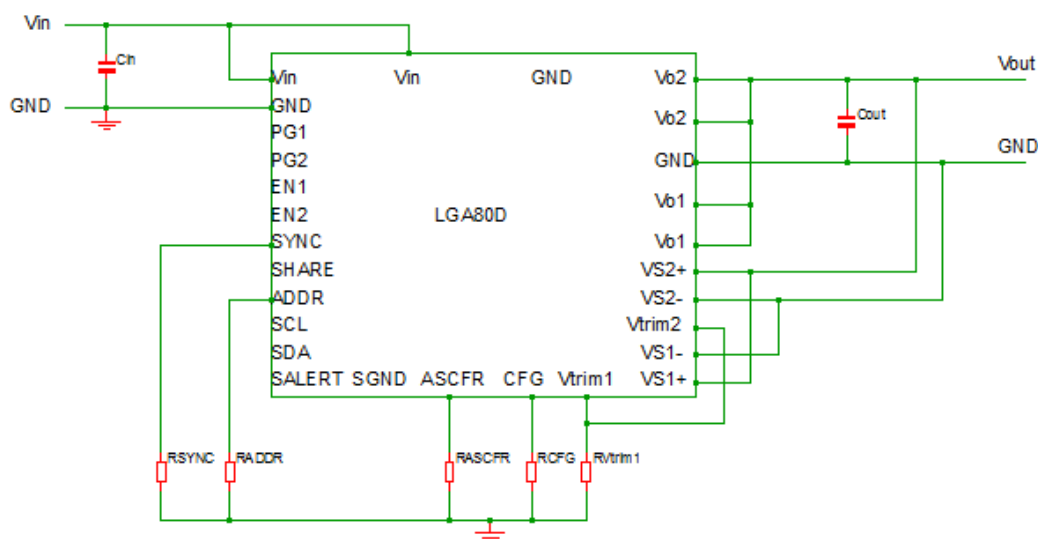 Vin
Cin
GND
Vin Vin GND Vo2
GND
PG1
PG2
EN1
EN2
SYNC
SHARE
ADDR
SCL
SDA
SALERT SGND ASCFR CFG Vtrim1 VS1+
LGA80D
Vo2
GND
Vo1
Vo1
VS2+
VS2-
Vtrim2
VS1-
Vout
Cout
GND
RSYNC RADDR RASCFR RCFG RVtrim1